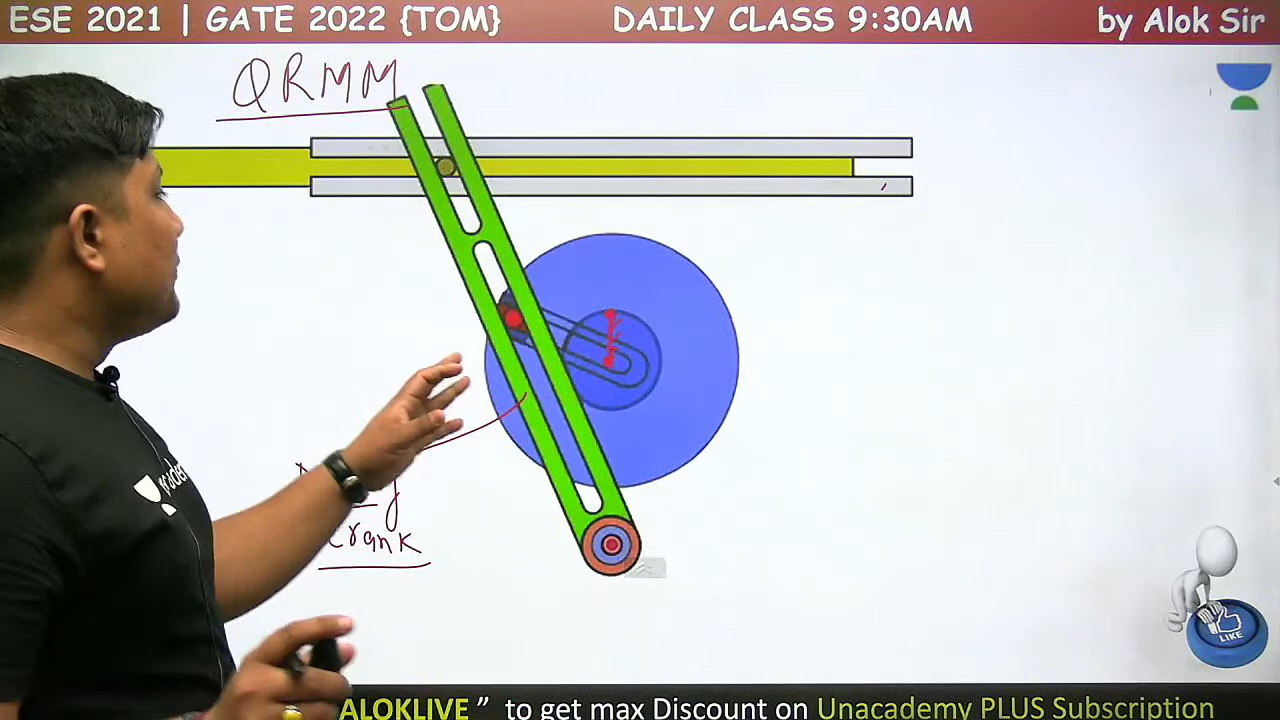 ESE 2021 | GATE 2022 {TOM}
DAILY CLASS 9:30AM
by Alok Sir
QRMM
crank
academy
LIKE
ALOKLIVE ” to get max Discount on Unacademy PLUS Subscription